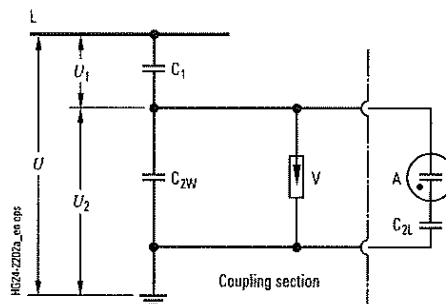 L
U₁
C₁
U
U₂
C₂W
V
A
C₂L
Coupling section
HG24-2202a_en eps